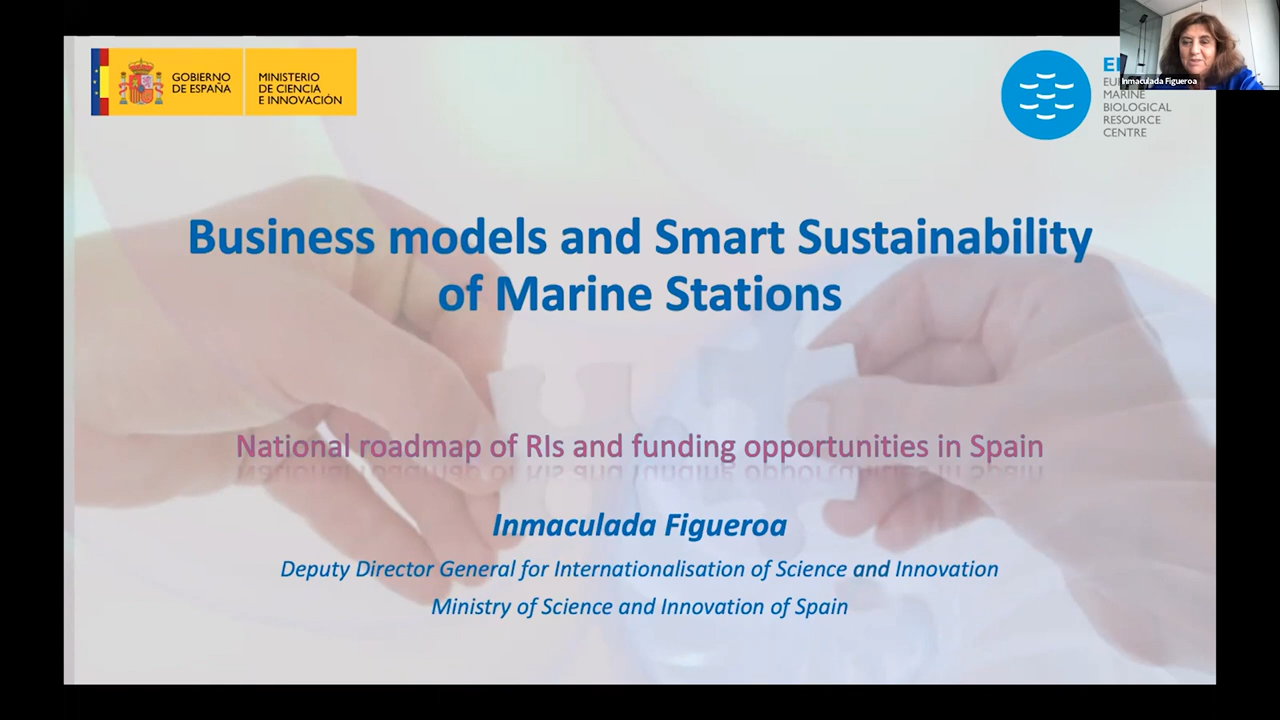 GOBIERNO
DE ESPAÑA
MINISTERIO
DE CIENCIA
E INNOVACIÓN
Inmaculada Figueroa
MARINE
BIOLOGICAL
RESOURCE
CENTRE
Business models and Smart Sustainability
of Marine Stations
National roadmap of RIs and funding opportunities in Spain
Inmaculada Figueroa
Deputy Director General for Internationalisation of Science and Innovation
Ministry of Science and Innovation of Spain